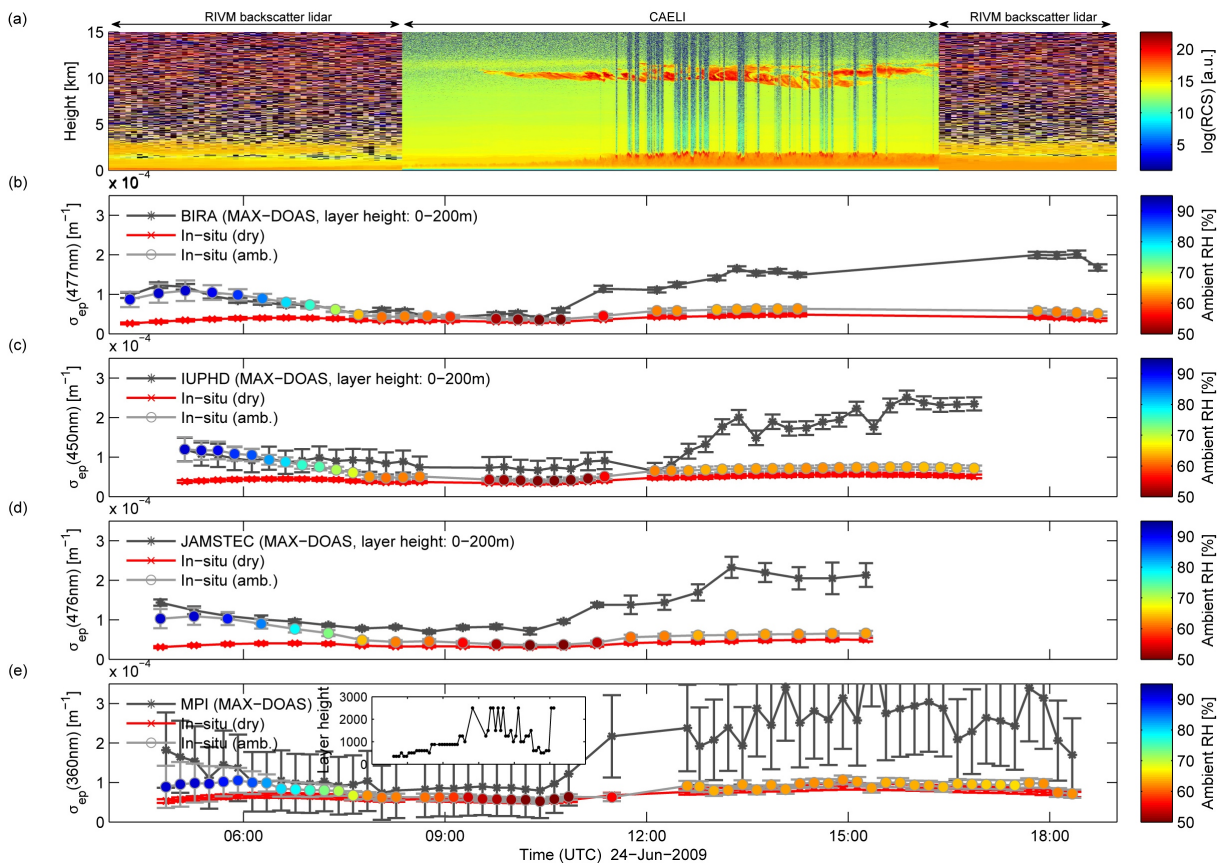 (a)
RIVM backscatter lidar
CAELI
RIVM backscatter lidar
15
10
5
0
Height [km]
20
15
10
5
log(RCS) [a.u.]
(b)
x 10⁻⁴
3
2
1
0
σep(477nm) [m⁻¹]
BIRA (MAX−DOAS, layer height: 0−200m)
In−situ (dry)
In−situ (amb.)
90
80
70
60
50
Ambient RH [%]
(c)
x 10⁻⁴
3
2
1
0
σep(450nm) [m⁻¹]
IUPHD (MAX−DOAS, layer height: 0−200m)
In−situ (dry)
In−situ (amb.)
90
80
70
60
50
Ambient RH [%]
(d)
x 10⁻⁴
3
2
1
0
σep(476nm) [m⁻¹]
JAMSTEC (MAX−DOAS, layer height: 0−200m)
In−situ (dry)
In−situ (amb.)
90
80
70
60
50
Ambient RH [%]
(e)
x 10⁻⁴
3
2
1
0
σep(360nm) [m⁻¹]
MPI (MAX−DOAS)
In−situ (dry)
In−situ (amb.)
3000
2000
1000
0
Layer height
90
80
70
60
50
Ambient RH [%]
06:00
09:00
12:00
15:00
18:00
Time (UTC) 24−Jun−2009